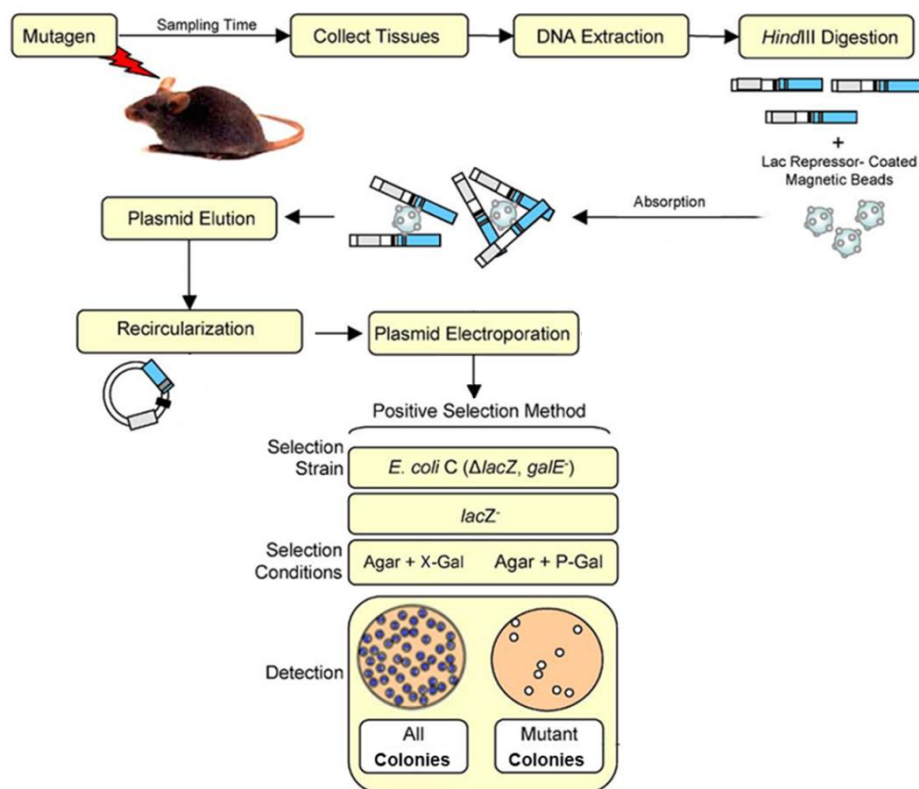 Mutagen
Sampling Time
Collect Tissues
DNA Extraction
HindIII Digestion
+
Lac Repressor- Coated
Magnetic Beads
Absorption
Plasmid Elution
Recircularization
Plasmid Electroporation
Positive Selection Method
Selection
Strain
E. coli C (ΔlacZ, galE⁻)
lacZ⁻
Selection
Conditions
Agar + X-Gal
Agar + P-Gal
Detection
All
Colonies
Mutant
Colonies